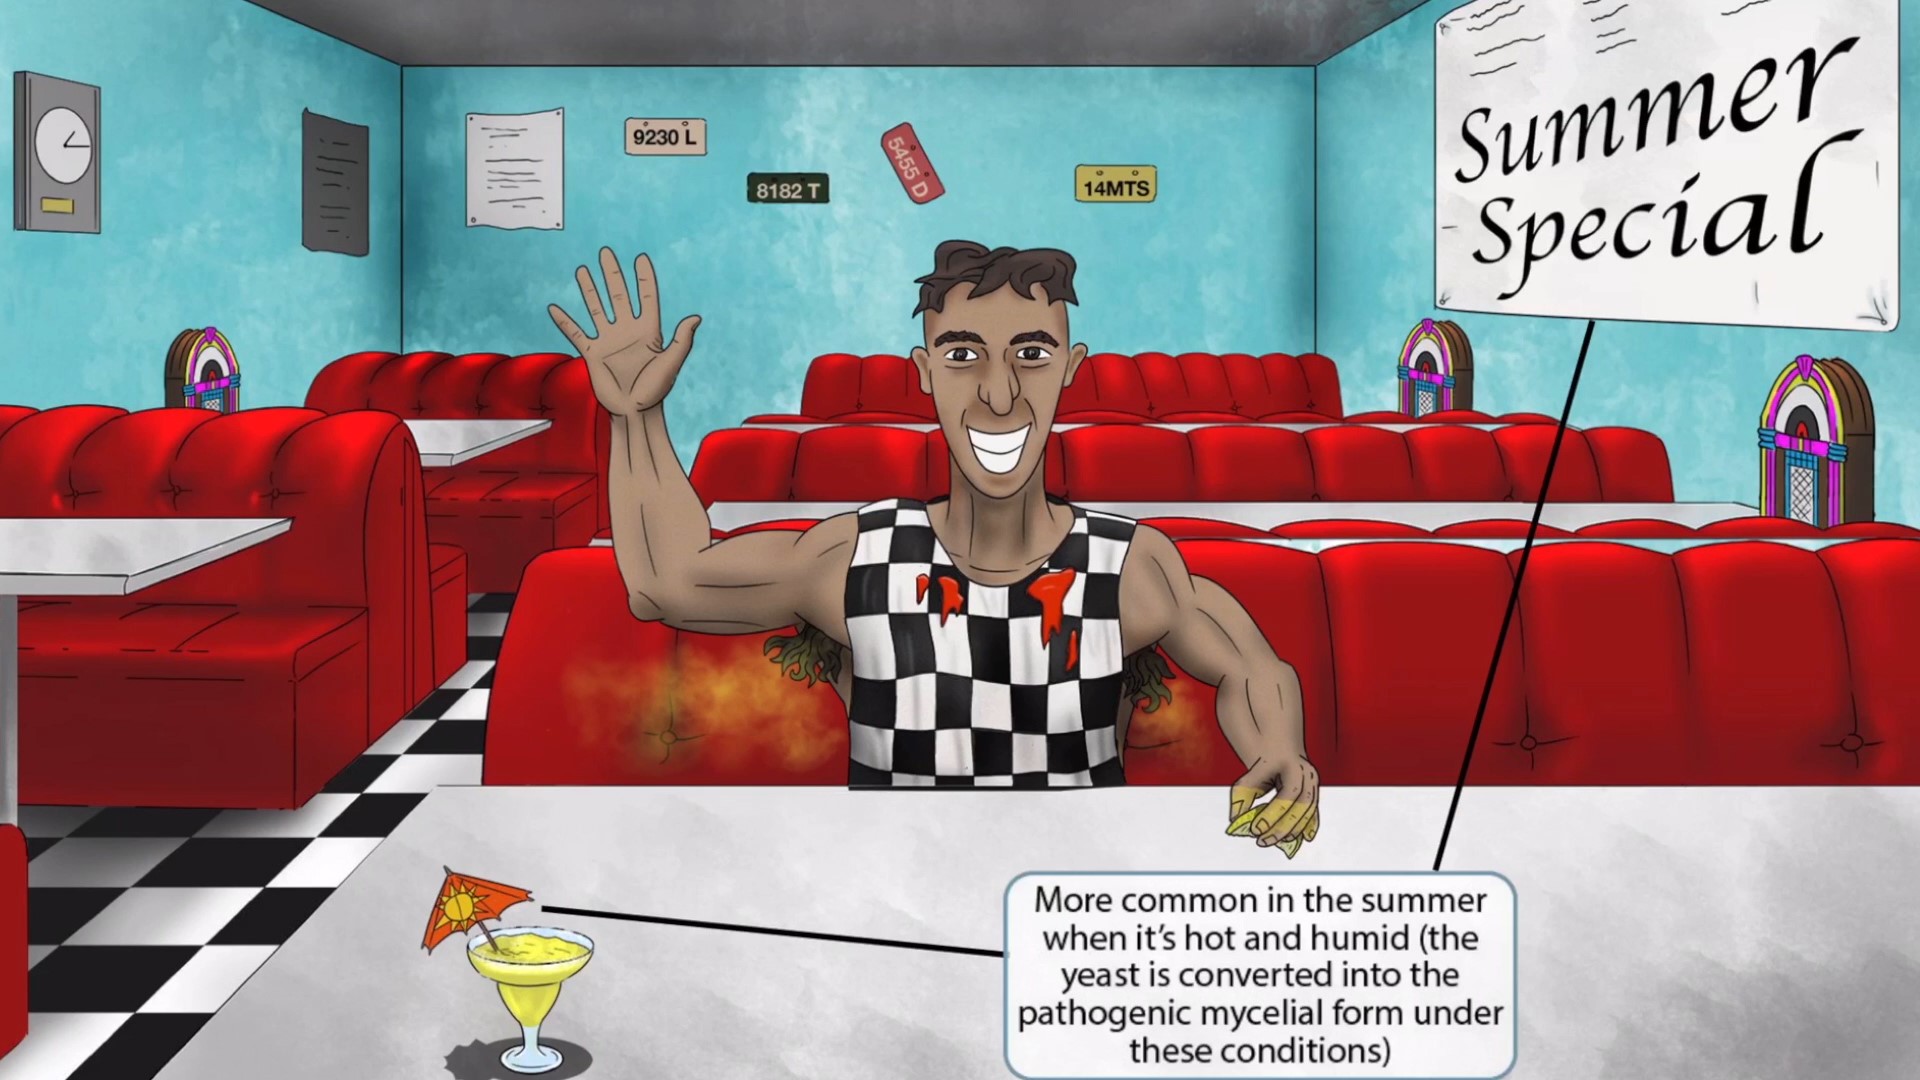 Summer
Special
9230 L
8182 T
5455 D
14MTS
More common in the summer
when it's hot and humid (the
yeast is converted into the
pathogenic mycelial form under
these conditions)